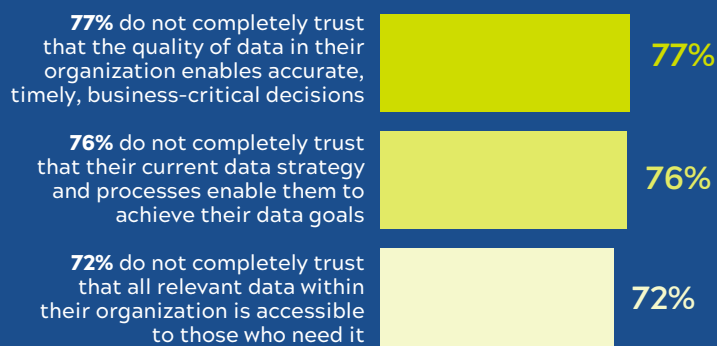 77% do not completely trust
that the quality of data in their
organization enables accurate,
timely, business-critical decisions
77%
76% do not completely trust
that their current data strategy
and processes enable them to
achieve their data goals
76%
72% do not completely trust
that all relevant data within
their organization is accessible
to those who need it
72%